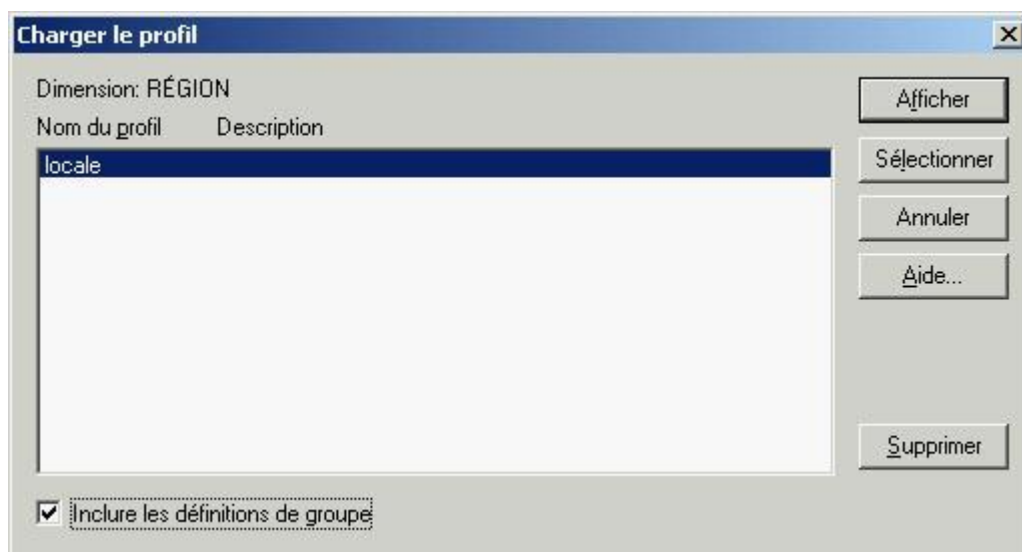 Charger le profil
Dimension: RÉGION
Nom du profil Description
locale
Afficher
Sélectionner
Annuler
Aide...
Supprimer
Inclure les définitions de groupe